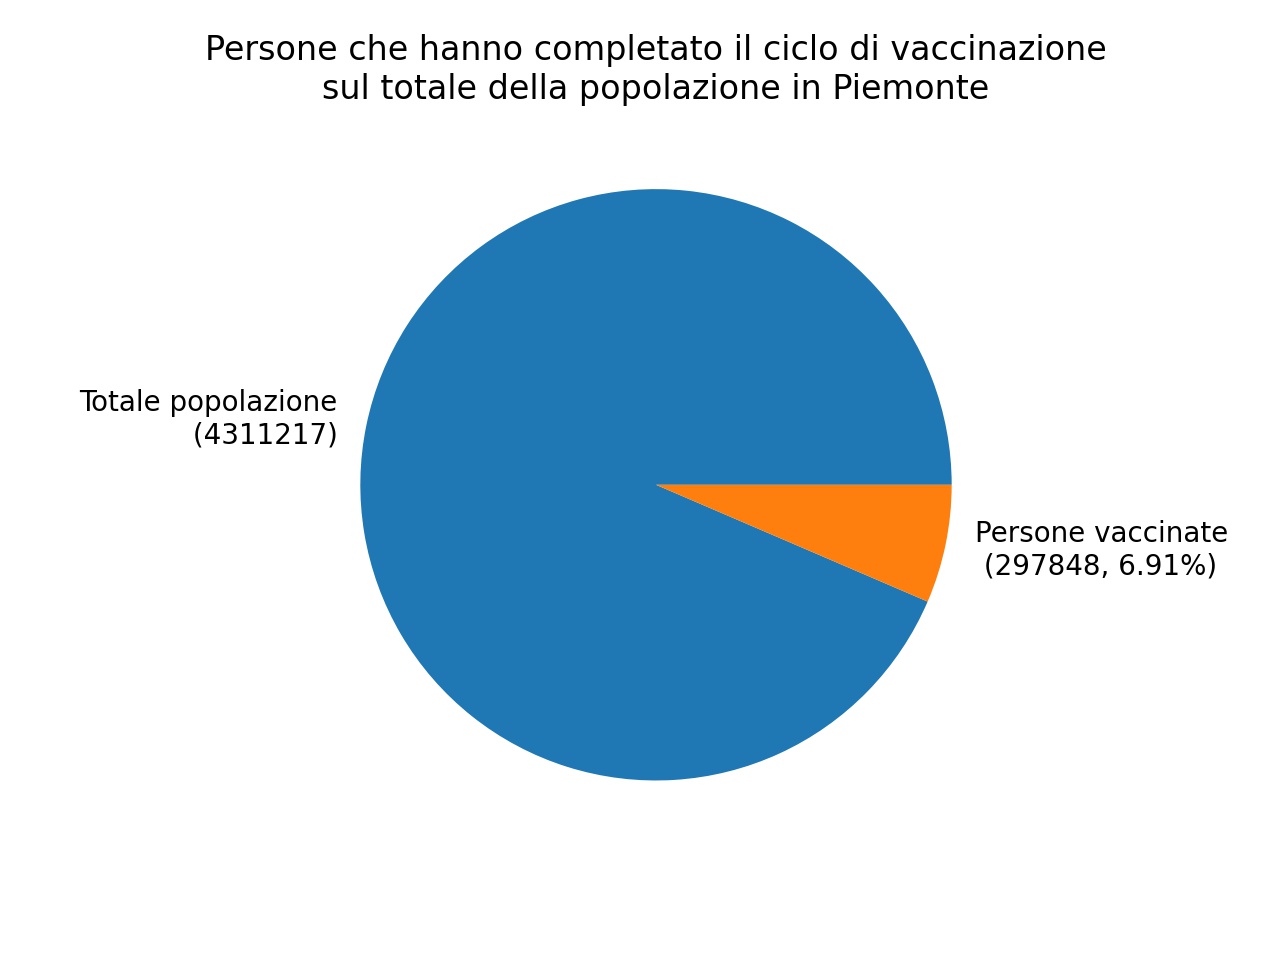 Persone che hanno completato il ciclo di vaccinazione
sul totale della popolazione in Piemonte
Totale popolazione
(4311217)
Persone vaccinate
(297848, 6.91%)